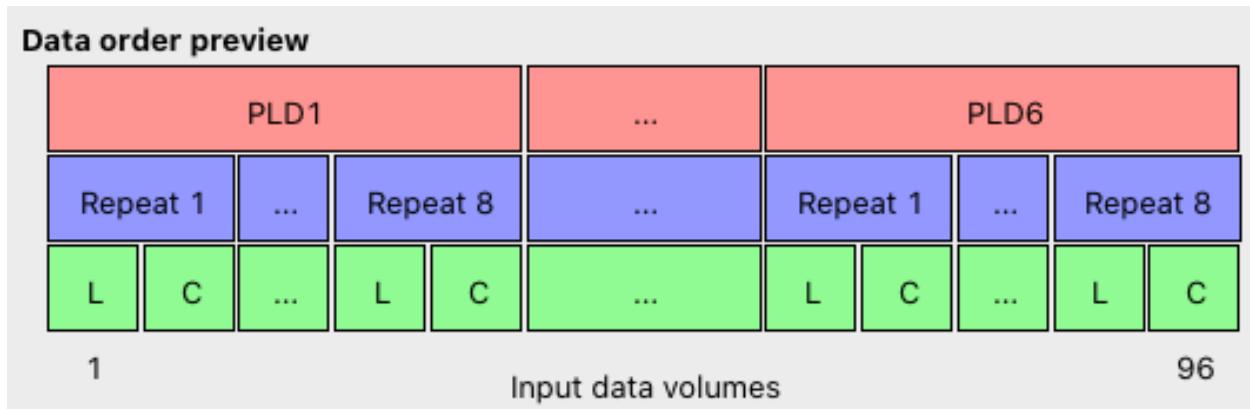 Data order preview
PLD1 ... PLD6
Repeat 1 ... Repeat 8 ... Repeat 1 ... Repeat 8
L C ... L C ... L C ... L C
1 96
Input data volumes